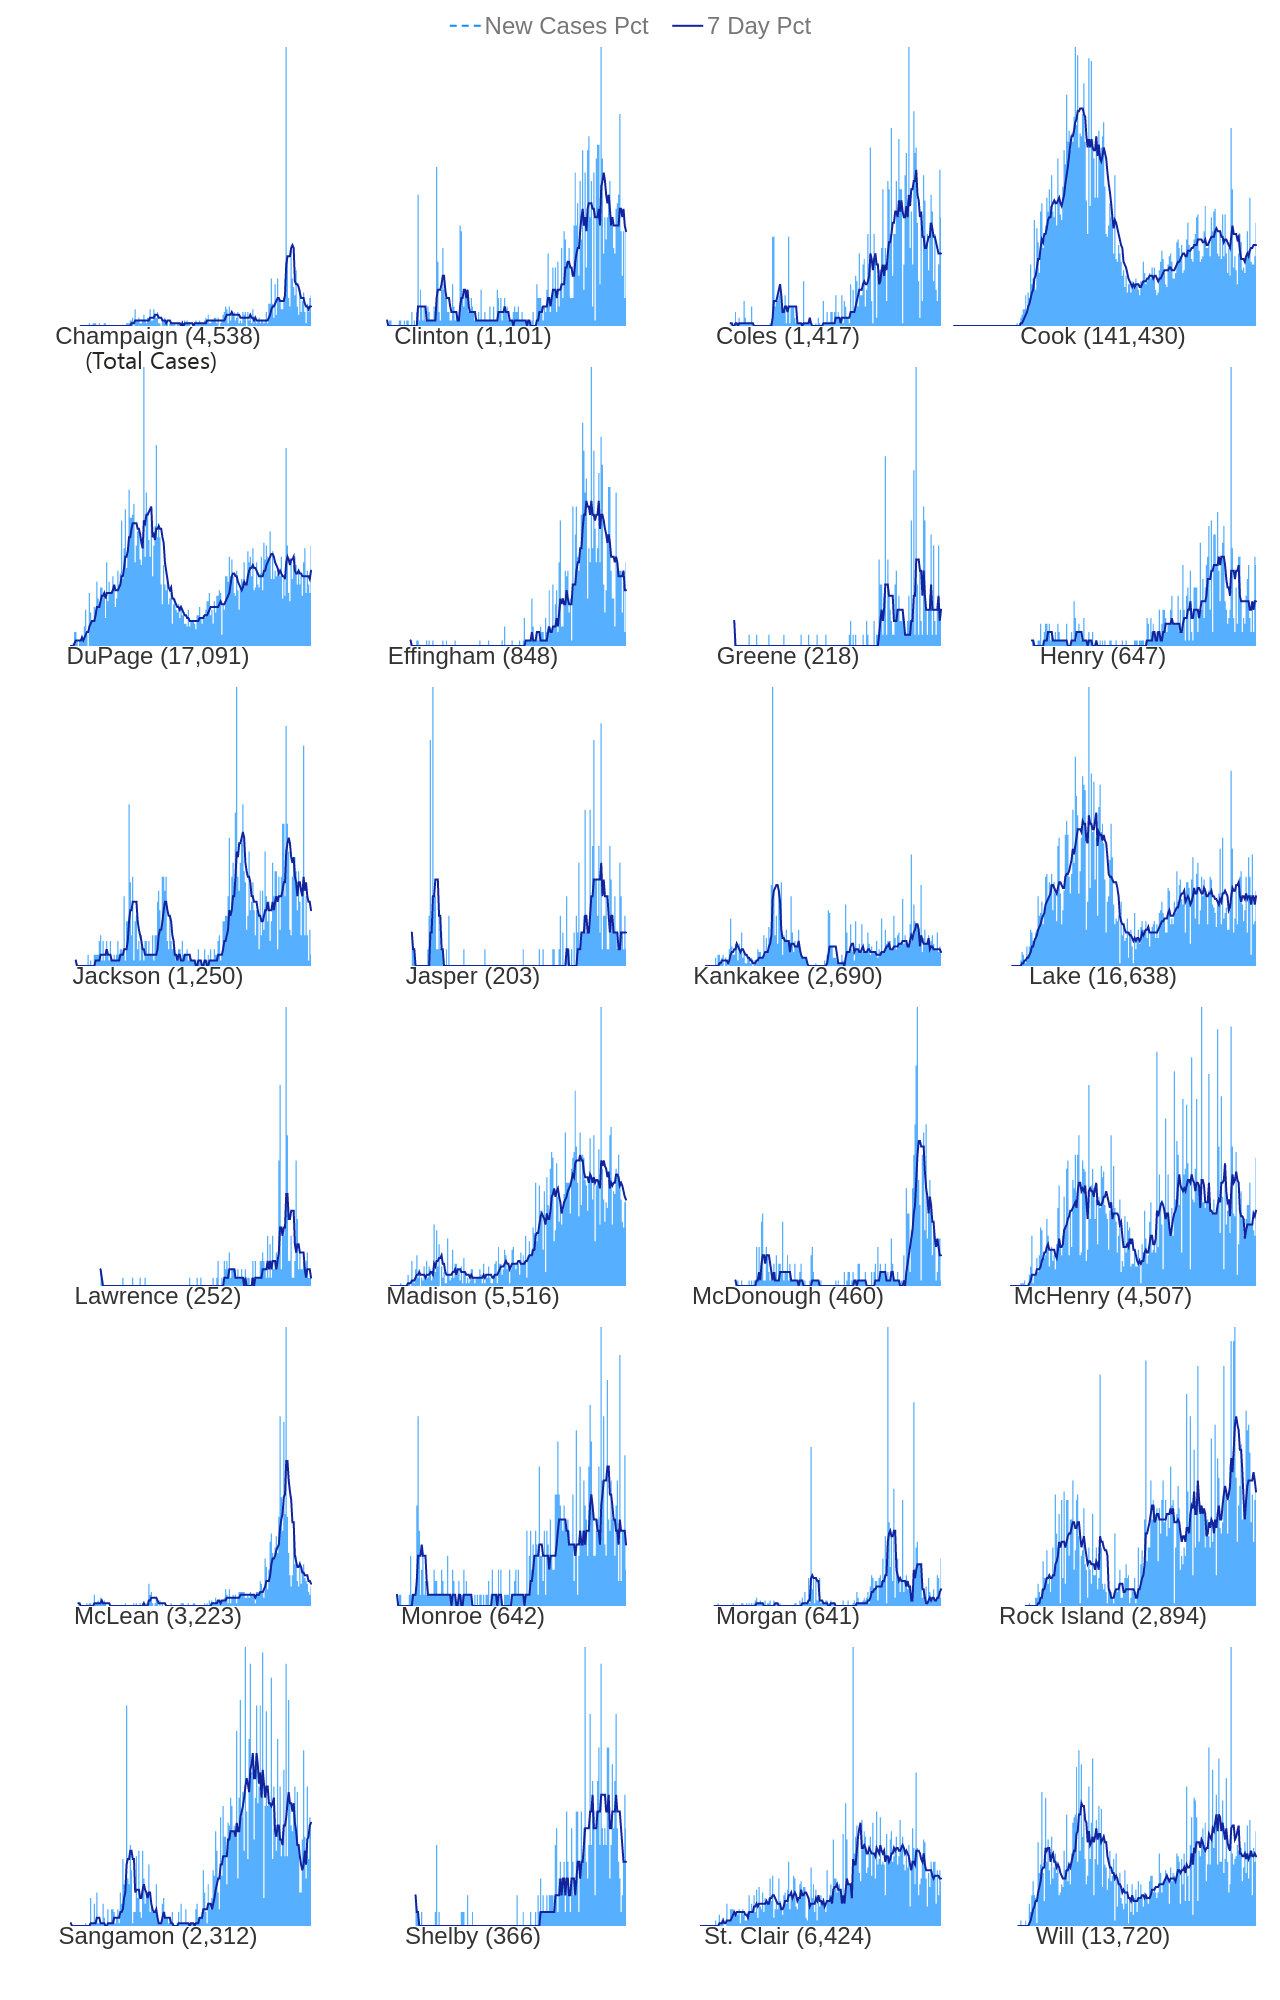 New Cases Pct 7 Day Pct
Champaign (4,538) Clinton (1,101) Coles (1,417) Cook (141,430)
(Total Cases)
DuPage (17,091) Effingham (848) Greene (218) Henry (647)
Jackson (1,250) Jasper (203) Kankakee (2,690) Lake (16,638)
Lawrence (252) Madison (5,516) McDonough (460) McHenry (4,507)
McLean (3,223) Monroe (642) Morgan (641) Rock Island (2,894)
Sangamon (2,312) Shelby (366) St. Clair (6,424) Will (13,720)